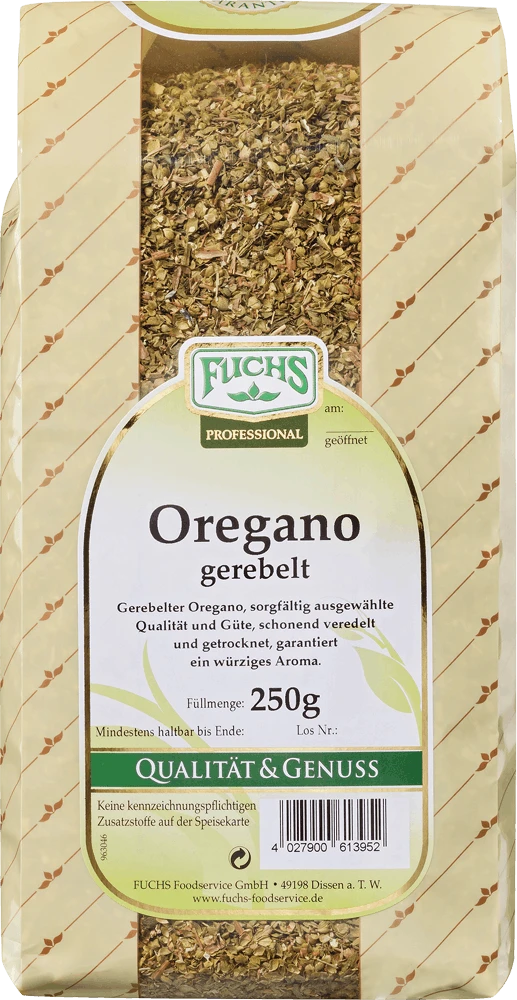 GARANTI
FUCHS
PROFESSIONAL
am:
geöffnet
Oregano
gerebelt
Gerebelter Oregano, sorgfältig ausgewählte
Qualität und Güte, schonend veredelt
und getrocknet, garantiert
ein würziges Aroma.
Füllmenge: 250g
Mindestens haltbar bis Ende: Los Nr.:
QUALITÄT & GENUSS
Keine kennzeichnungspflichtigen
Zusatzstoffe auf der Speisekarte
963046
4 027900 613952
FUCHS Foodservice GmbH • 49198 Dissen a. T. W.
www.fuchs-foodservice.de